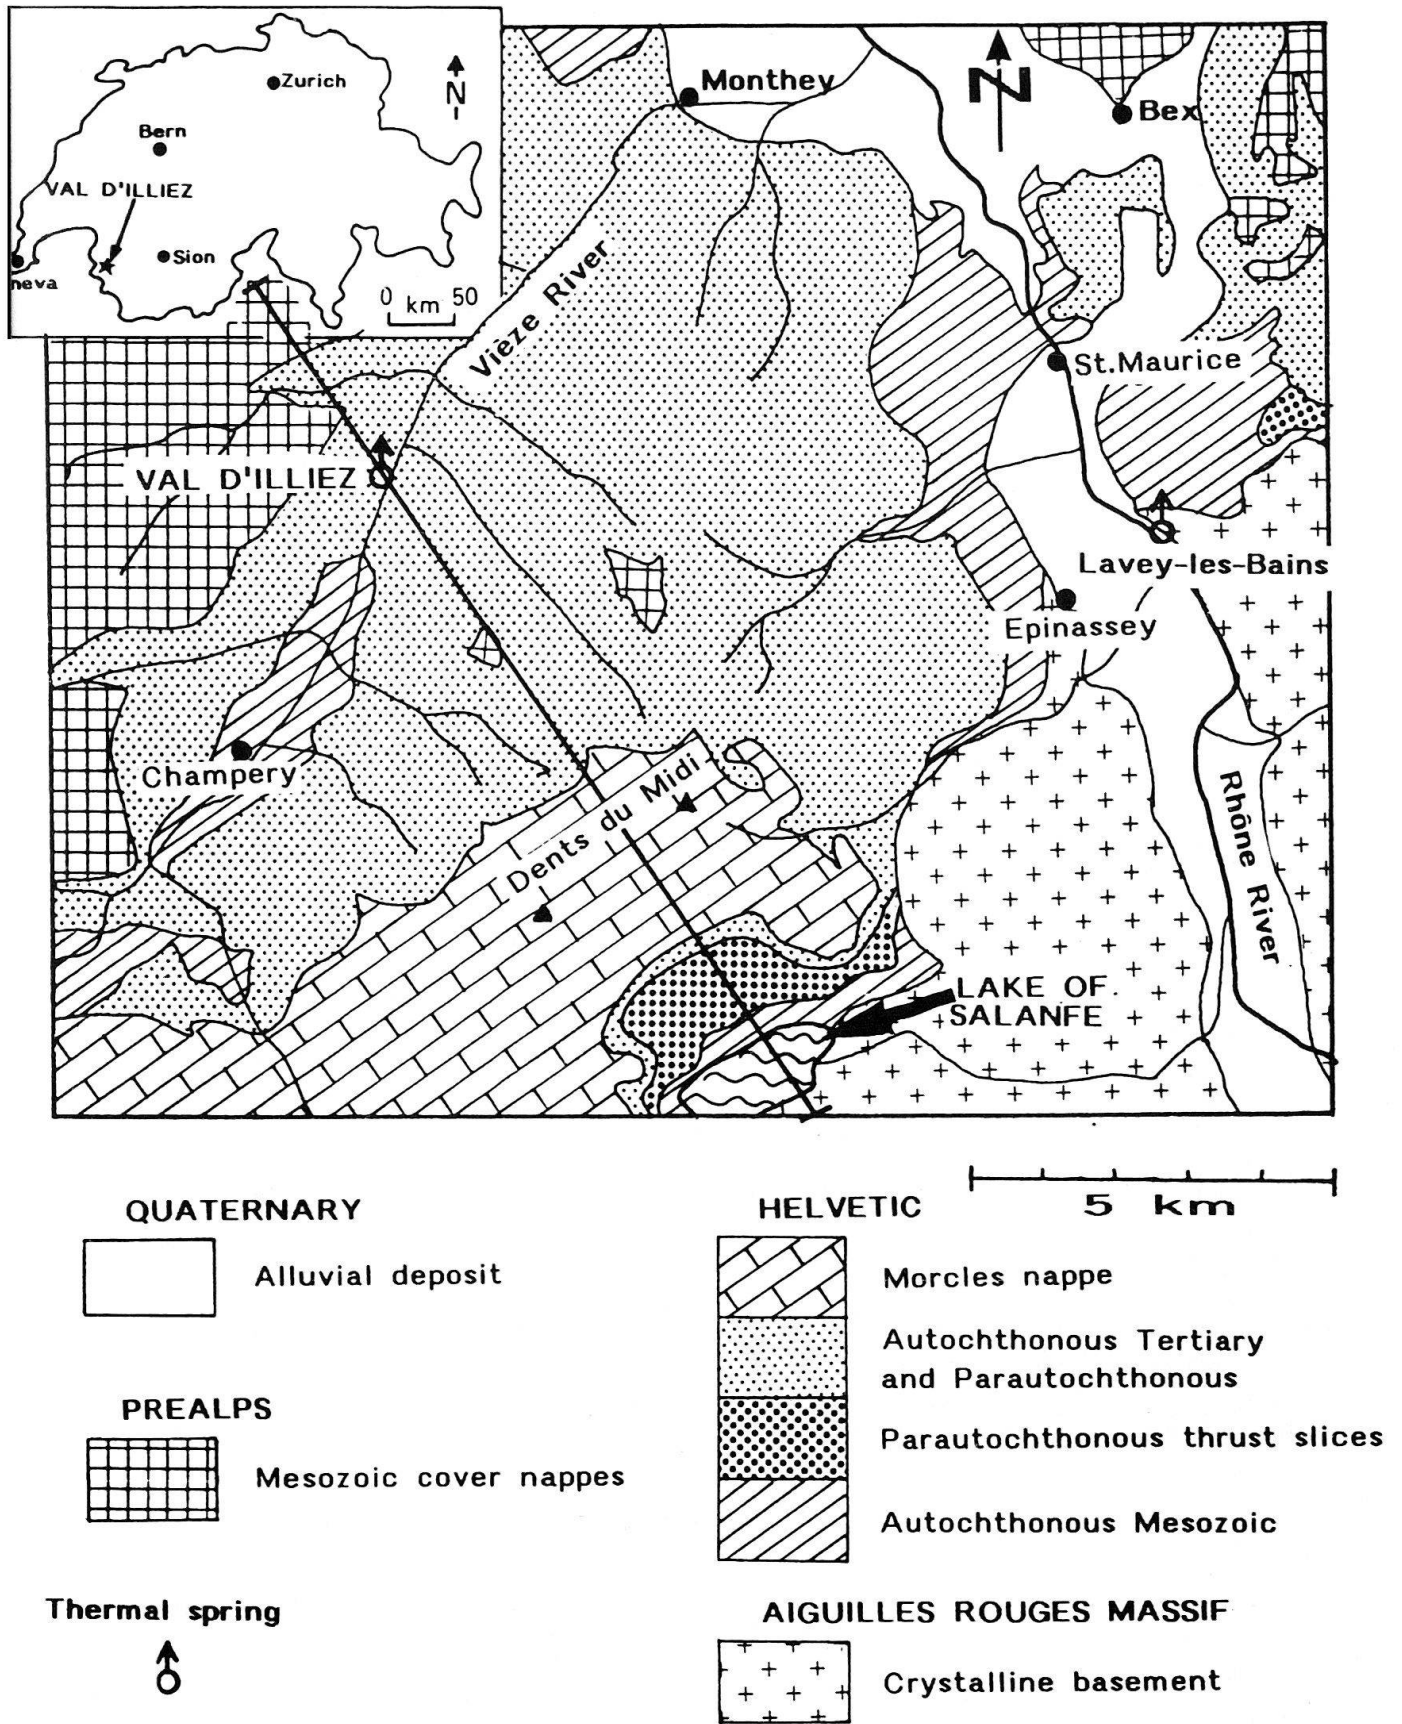 Zurich
N
Bern
VAL D'ILLIEZ
Sion
neva
0 km 50
Monthey
N
Bex
Vièze River
St.Maurice
VAL D'ILLIEZ
Lavey-les-Bains
Epinassey
Champery
Dents du Midi
Rhône River
LAKE OF
SALANFE
5 km
QUATERNARY
Alluvial deposit
PREALPS
Mesozoic cover nappes
Thermal spring
HELVETIC
Morcles nappe
Autochthonous Tertiary
and Parautochthonous
Parautochthonous thrust slices
Autochthonous Mesozoic
AIGUILLES ROUGES MASSIF
Crystalline basement